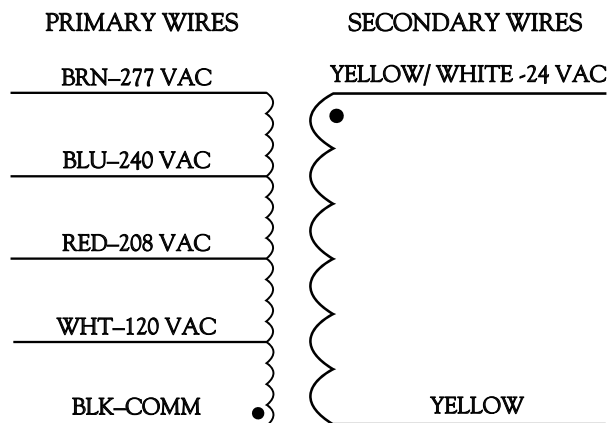 PRIMARY WIRES
SECONDARY WIRES
BRN–277 VAC
YELLOW/ WHITE -24 VAC
BLU–240 VAC
RED–208 VAC
WHT–120 VAC
BLK–COMM
YELLOW